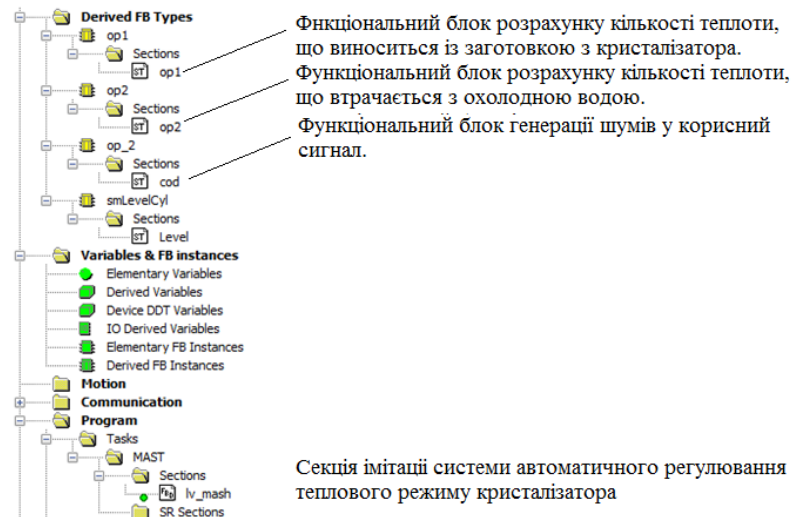 Derived FB Types
Фнкціональний блок розрахунку кількості теплоти,
op1
що виноситься із заготовкою з кристалізатора.
Sections
op1
Функціональний блок розрахунку кількості теплоти,
op2
що втрачається з охолодною водою.
Sections
op2
Функціональний блок генерації шумів у корисний
op_2
сигнал.
Sections
cod
smLevelCyl
Sections
Level
Variables & FB instances
Elementary Variables
Derived Variables
Device DDT Variables
IO Derived Variables
Elementary FB Instances
Derived FB Instances
Motion
Communication
Program
Tasks
MAST
Секція імітації системи автоматичного регулювання
Sections
lv_mash
теплового режиму кристалізатора
SR Sections